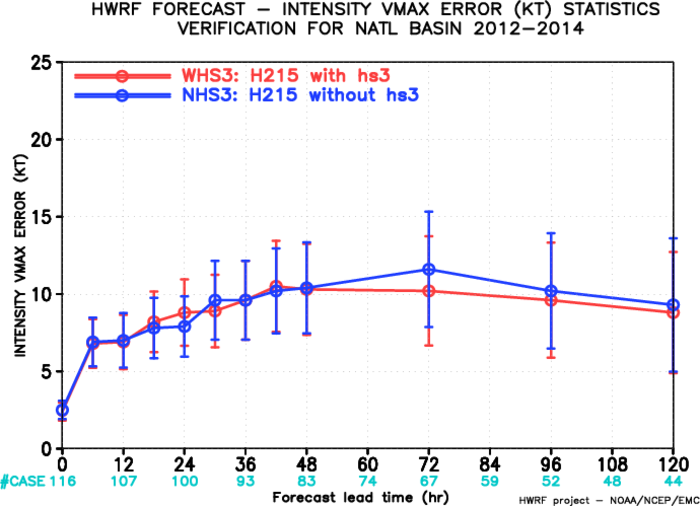 HWRF FORECAST – INTENSITY VMAX ERROR (KT) STATISTICS
VERIFICATION FOR NATL BASIN 2012–2014
WHS3: H215 with hs3
NHS3: H215 without hs3
INTENSITY VMAX ERROR (KT)
25
20
15
10
5
0
0 12 24 36 48 60 72 84 96 108 120
#CASE 116 107 100 93 83 74 67 59 52 48 44
Forecast lead time (hr)
HWRF project – NOAA/NCEP/EMC